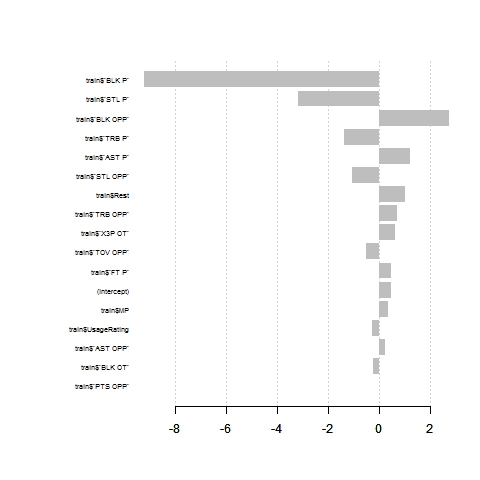 train$`BLK P`
train$`STL P`
train$`BLK OPP`
train$`TRB P`
train$`AST P`
train$`STL OPP`
train$Rest
train$`TRB OPP`
train$`X3P OT`
train$`TOV OPP`
train$`FT P`
(Intercept)
train$MP
train$UsageRating
train$`AST OPP`
train$`BLK OT`
train$`PTS OPP`
-8 -6 -4 -2 0 2